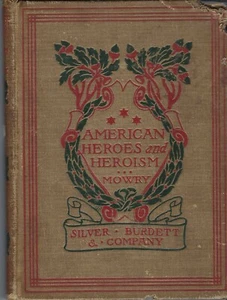 AMERICAN
HEROES and
HEROISM
MOWRY
SILVER · BURDETT
& · COMPANY